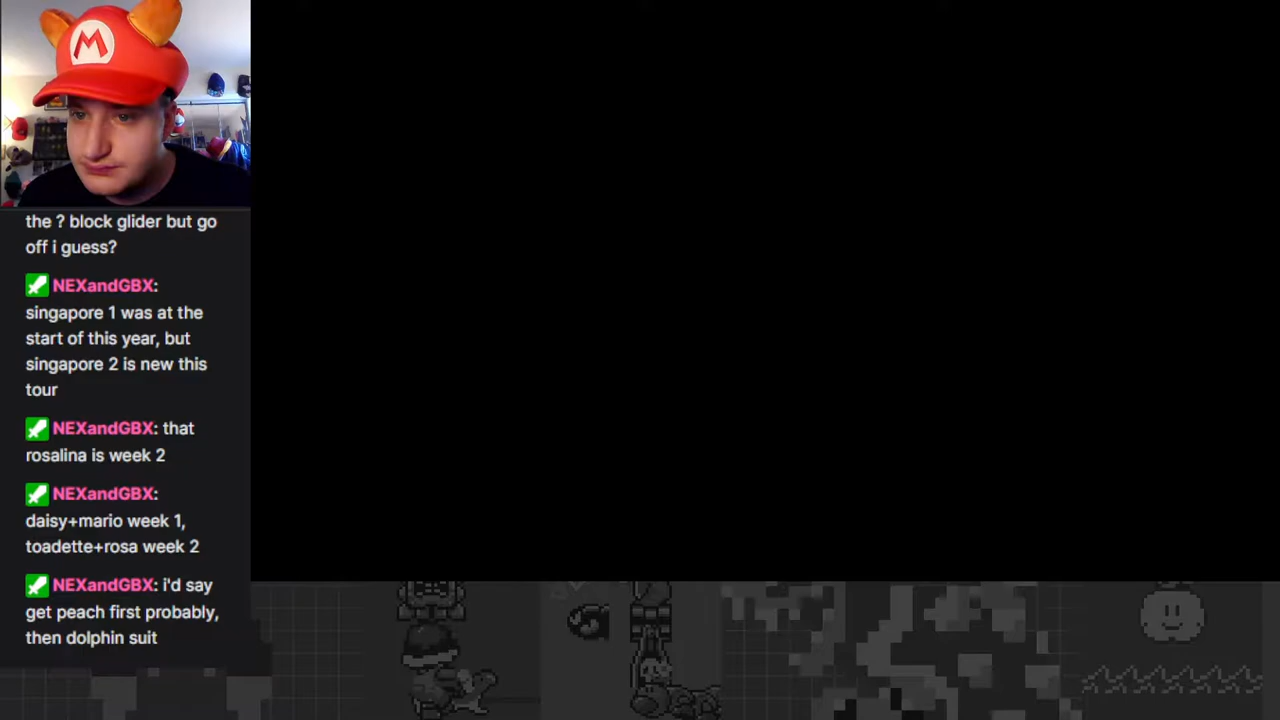 M
the ? block glider but go
off i guess?
NEXandGBX:
singapore 1 was at the
start of this year, but
singapore 2 is new this
tour
NEXandGBX: that
rosalina is week 2
NEXandGBX:
daisy+mario week 1,
toadette+rosa week 2
NEXandGBX: i'd say
get peach first probably,
then dolphin suit